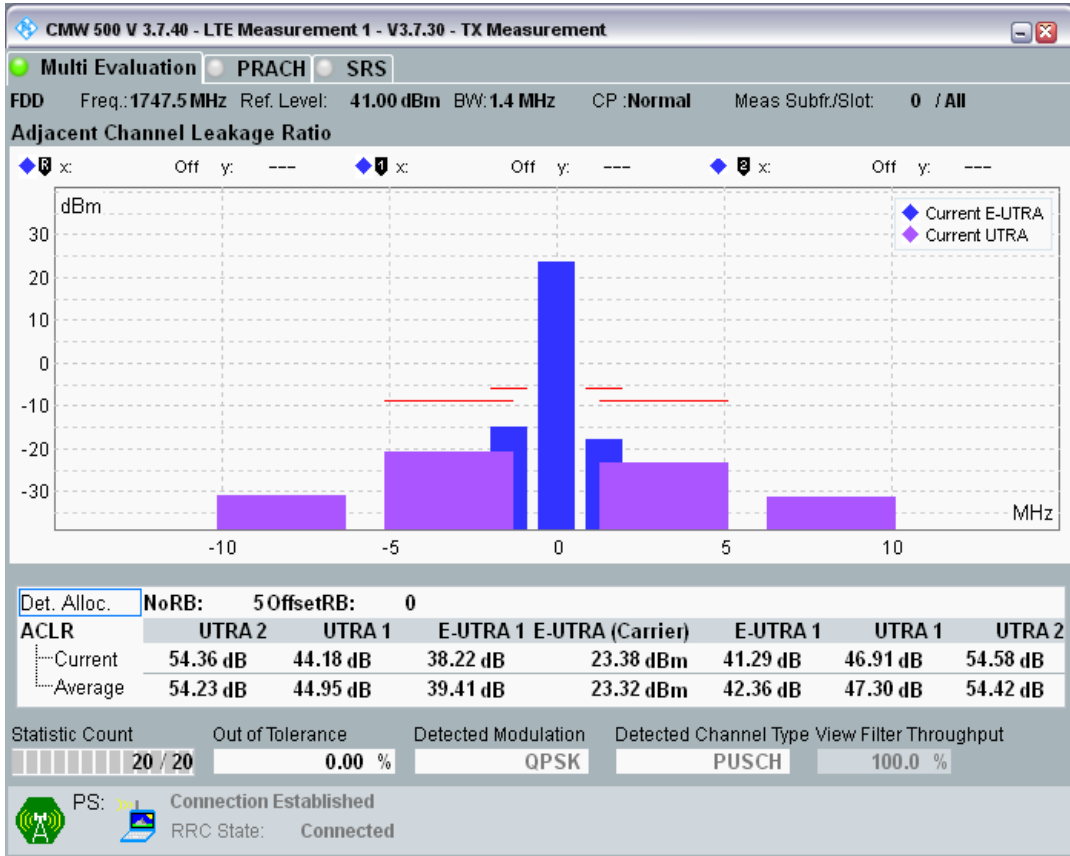 CMW 500 V 3.7.40 - LTE Measurement 1 - V3.7.30 - TX Measurement
Multi Evaluation PRACH SRS
FDD Freq.:1747.5 MHz Ref. Level: 41.00 dBm BW: 1.4 MHz CP :Normal Meas Subfr./Slot: 0 / All
Adjacent Channel Leakage Ratio
R x: Off y: --- 1 x: Off y: --- 2 x: Off y: ---
dBm
Current E-UTRA
Current UTRA
30
20
10
0
-10
-20
-30
MHz
-10 -5 0 5 10
Det. Alloc. NoRB: 5 OffsetRB: 0
ACLR UTRA 2 UTRA 1 E-UTRA 1 E-UTRA (Carrier) E-UTRA 1 UTRA 1 UTRA 2
Current 54.36 dB 44.18 dB 38.22 dB 23.38 dBm 41.29 dB 46.91 dB 54.58 dB
Average 54.23 dB 44.95 dB 39.41 dB 23.32 dBm 42.36 dB 47.30 dB 54.42 dB
Statistic Count Out of Tolerance Detected Modulation Detected Channel Type View Filter Throughput
20 / 20 0.00 % QPSK PUSCH 100.0 %
PS: Connection Established
RRC State: Connected